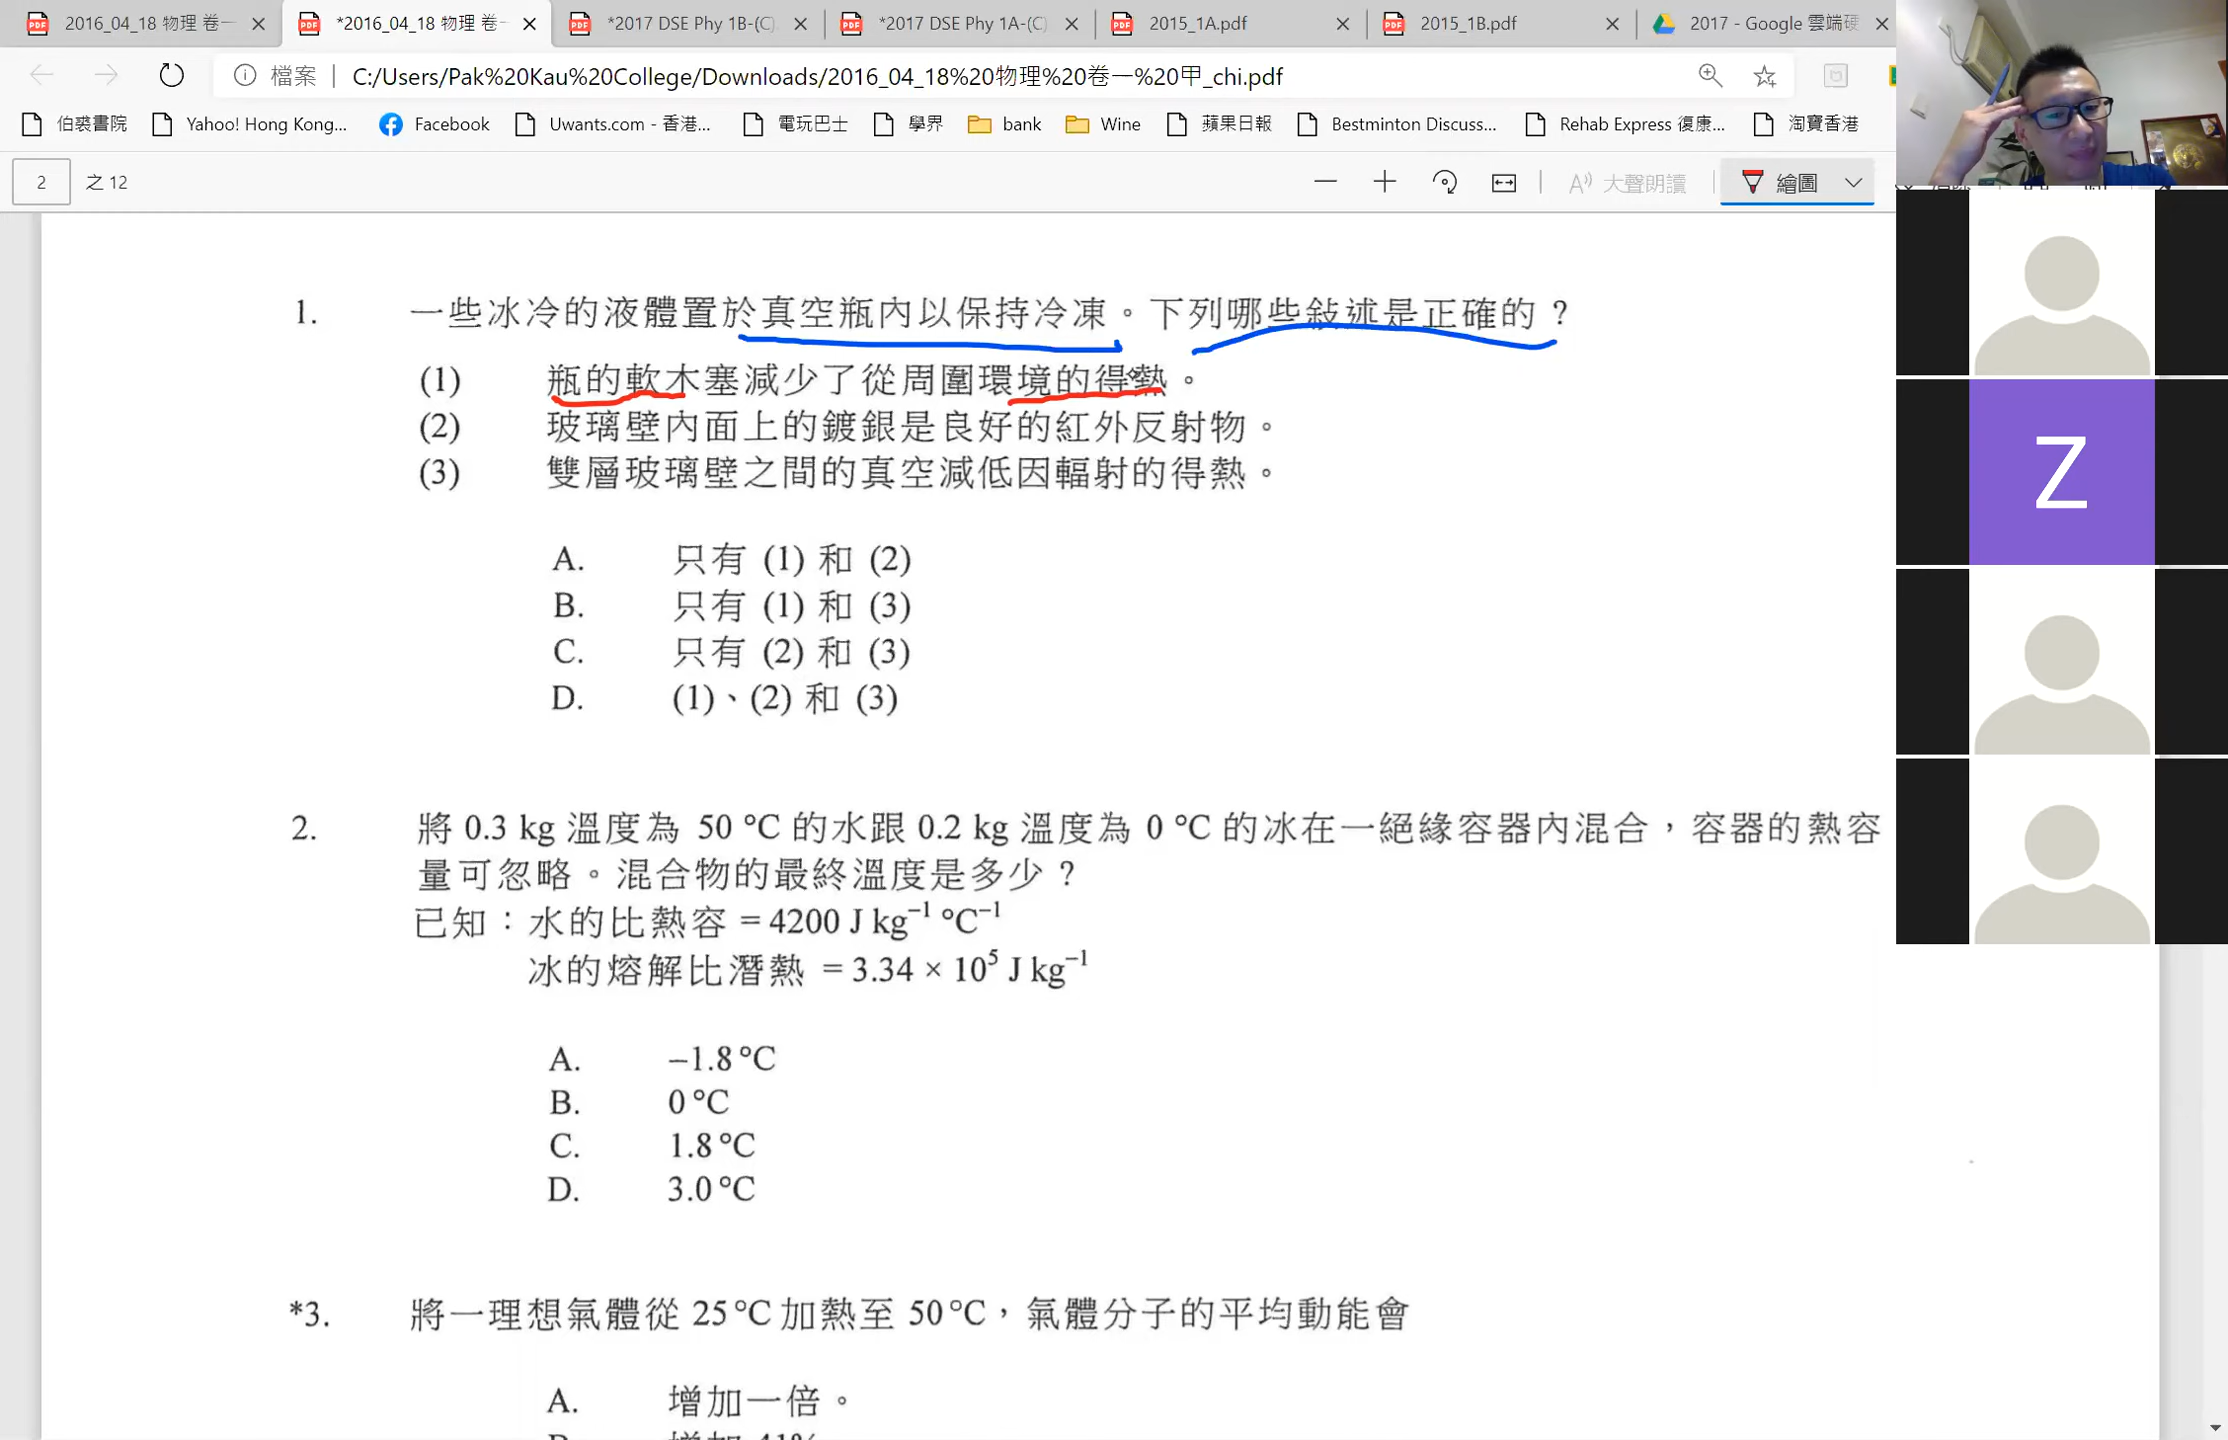 2016_04_18 物理 卷一
*2016_04_18 物理 卷一
*2017 DSE Phy 1B-(C)
*2017 DSE Phy 1A-(C)
2015_1A.pdf
2015_1B.pdf
2017 - Google 雲端硬
檔案
C:/Users/Pak%20Kau%20College/Downloads/2016_04_18%20物理%20卷一%20甲_chi.pdf
伯裘書院
Yahoo! Hong Kong...
Facebook
Uwants.com - 香港...
電玩巴士
學界
bank
Wine
蘋果日報
Bestminton Discuss...
Rehab Express 復康...
淘寶香港
2 之 12
大聲朗讀
繪圖
1. 一些冰冷的液體置於真空瓶內以保持冷凍。下列哪些敍述是正確的？
(1) 瓶的軟木塞減少了從周圍環境的得熱。
(2) 玻璃壁內面上的鍍銀是良好的紅外反射物。
(3) 雙層玻璃壁之間的真空減低因輻射的得熱。
A. 只有 (1) 和 (2)
B. 只有 (1) 和 (3)
C. 只有 (2) 和 (3)
D. (1)、(2) 和 (3)
Z
2. 將 0.3 kg 溫度為 50 °C 的水跟 0.2 kg 溫度為 0 °C 的冰在一絕緣容器內混合，容器的熱容
量可忽略。混合物的最終溫度是多少？
已知：水的比熱容 = 4200 J kg⁻¹ °C⁻¹
冰的熔解比潛熱 = 3.34 × 10⁵ J kg⁻¹
A. –1.8 °C
B. 0 °C
C. 1.8 °C
D. 3.0 °C
*3. 將一理想氣體從 25 °C 加熱至 50 °C，氣體分子的平均動能會
A. 增加一倍。